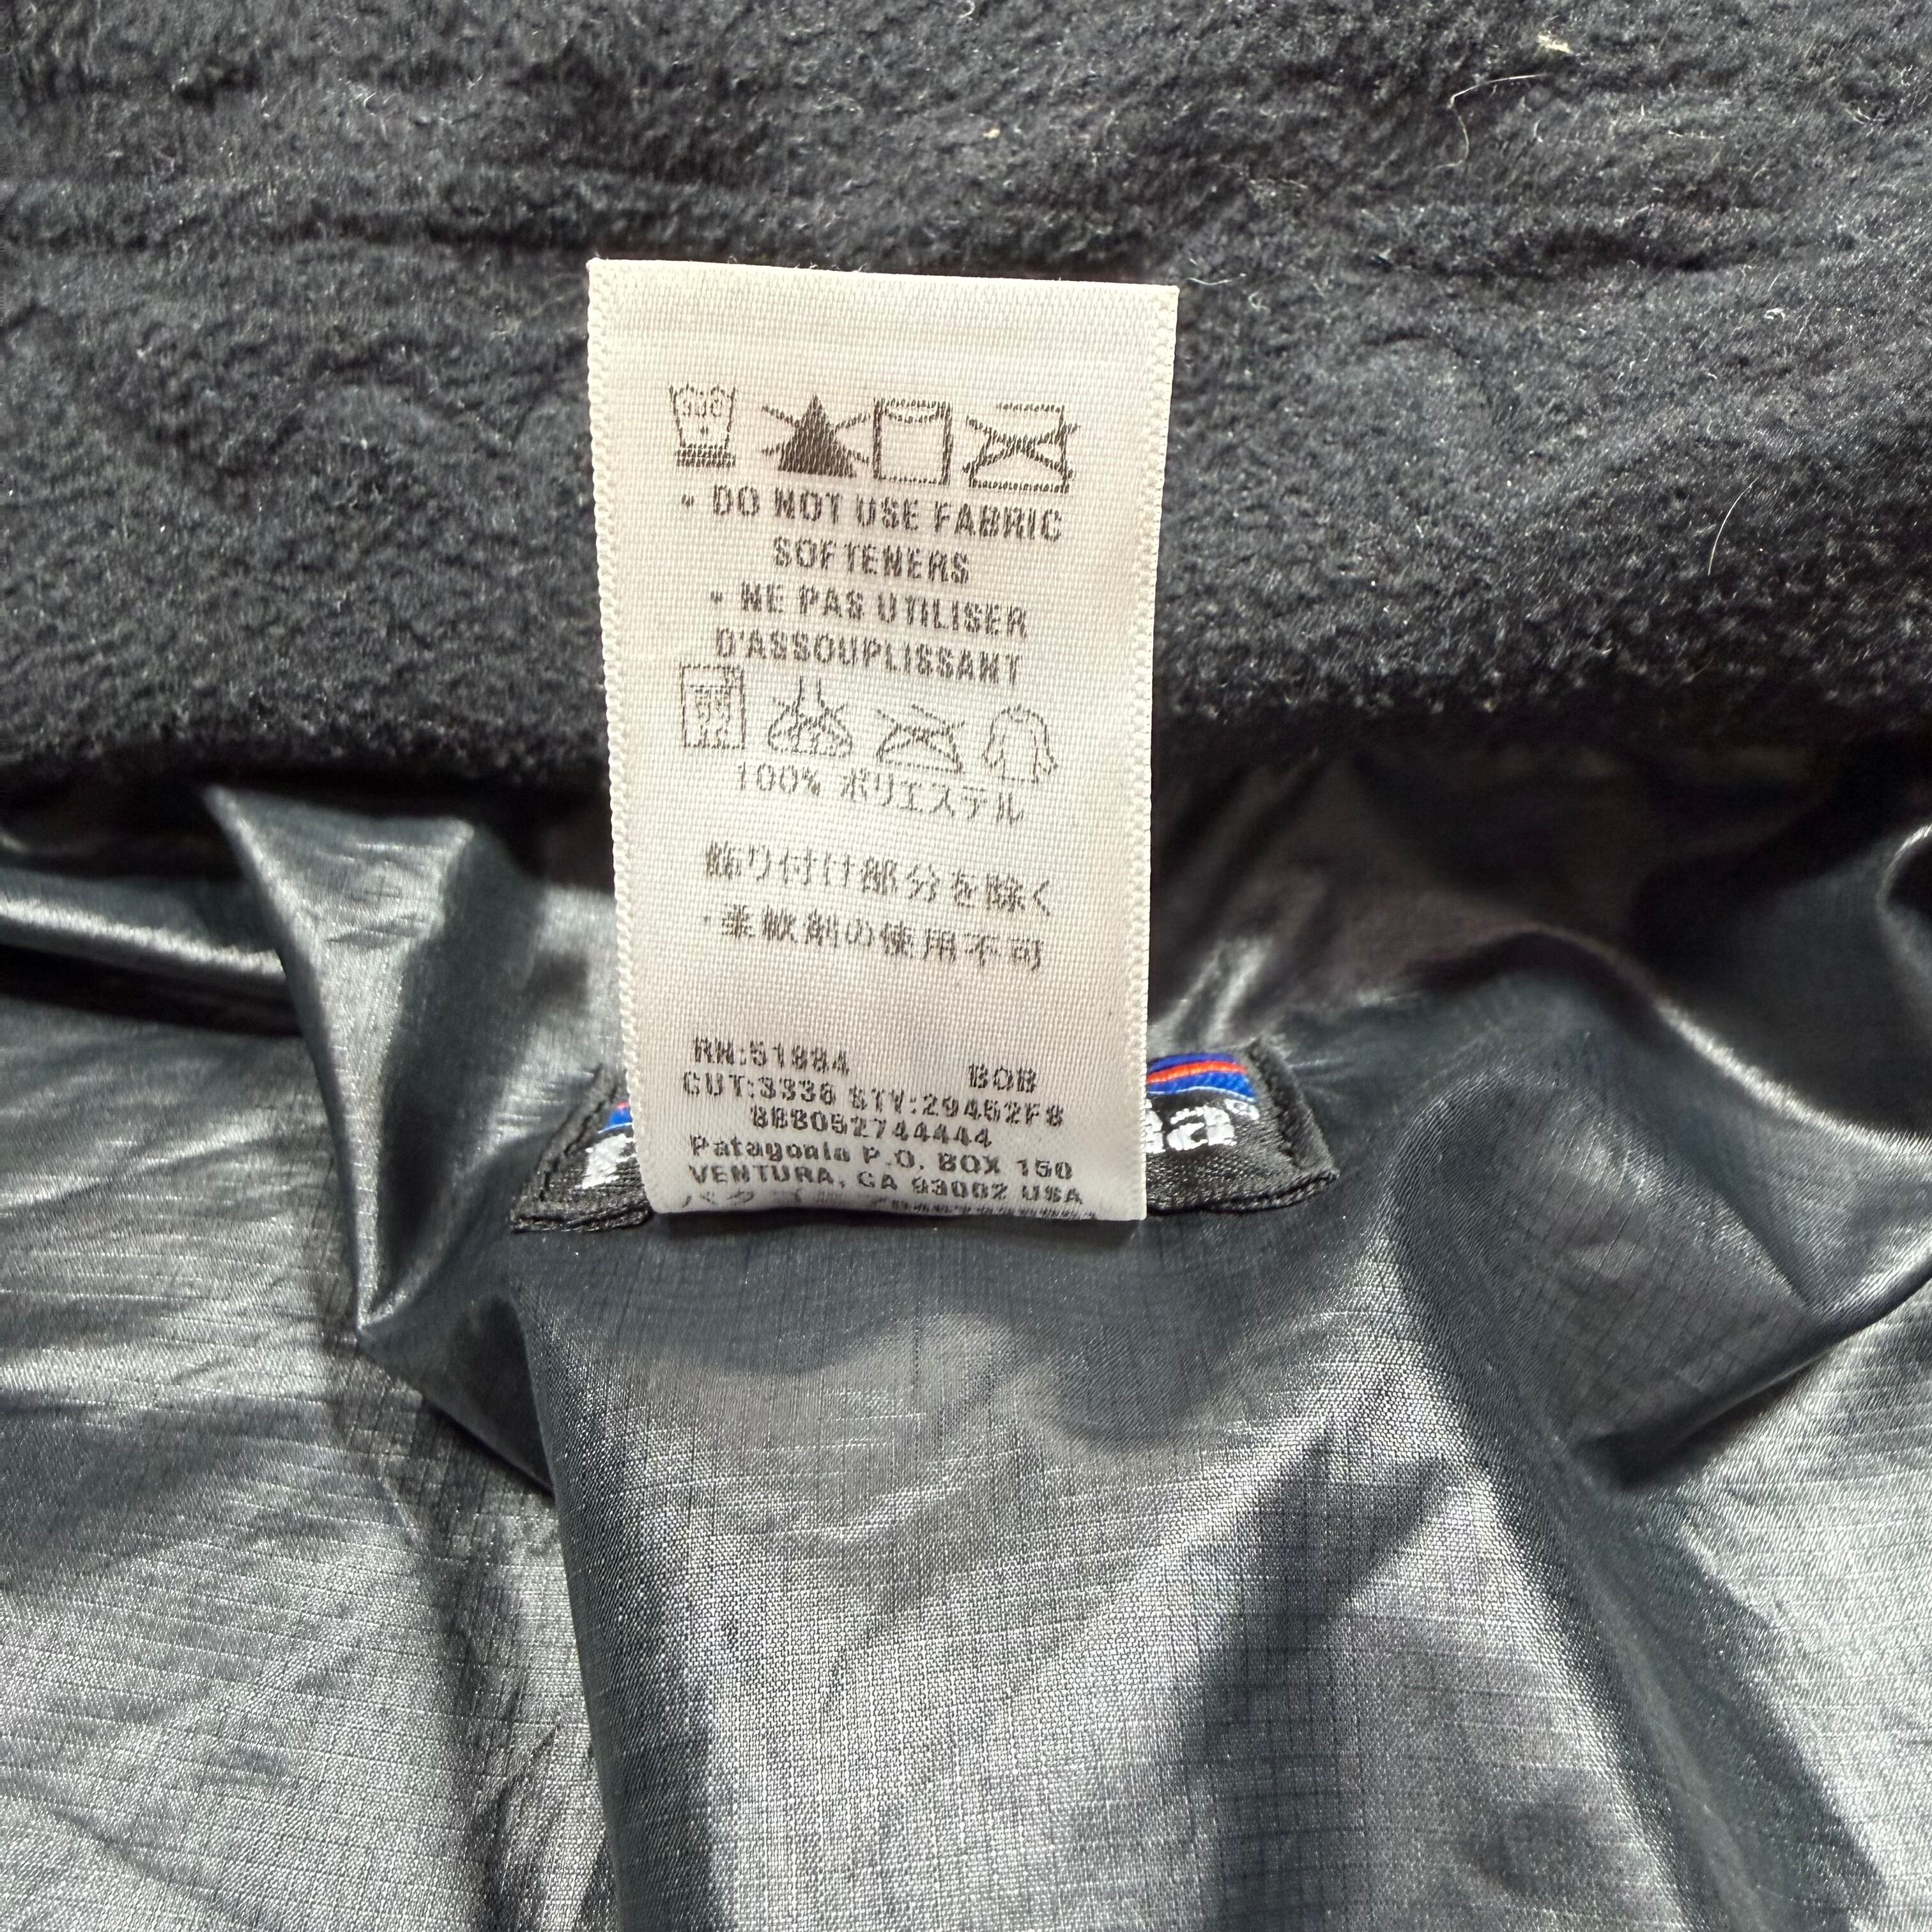 • DO NOT USE FABRIC
SOFTENERS
• NE PAS UTILISER
D'ASSOUPLISSANT
100% ポリエステル
飾り付け部分を除く
・柔軟剤の使用不可
RN:51884 BOB
CUT:3336 STY:29452F8
888052744444
Patagonia P.O. BOX 150
VENTURA, CA 93002 USA